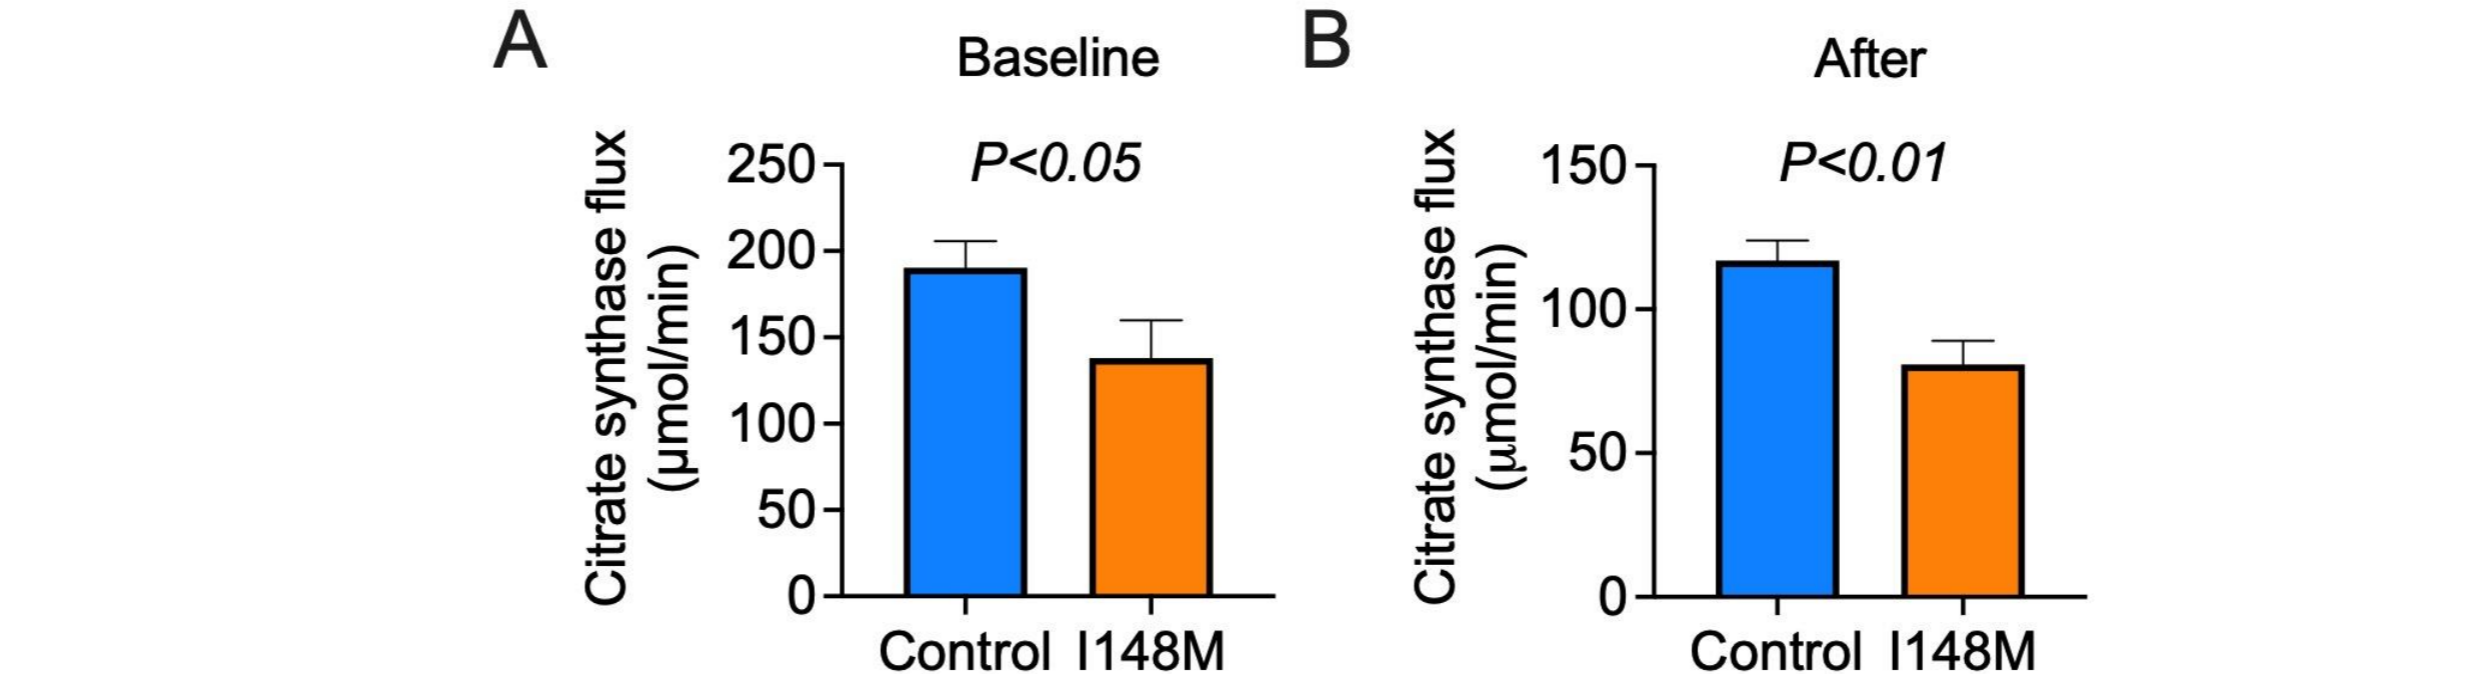 A
Baseline
P<0.05
Citrate synthase flux
(µmol/min)
250
200
150
100
50
0
Control I148M
B
After
P<0.01
Citrate synthase flux
(µmol/min)
150
100
50
0
Control I148M